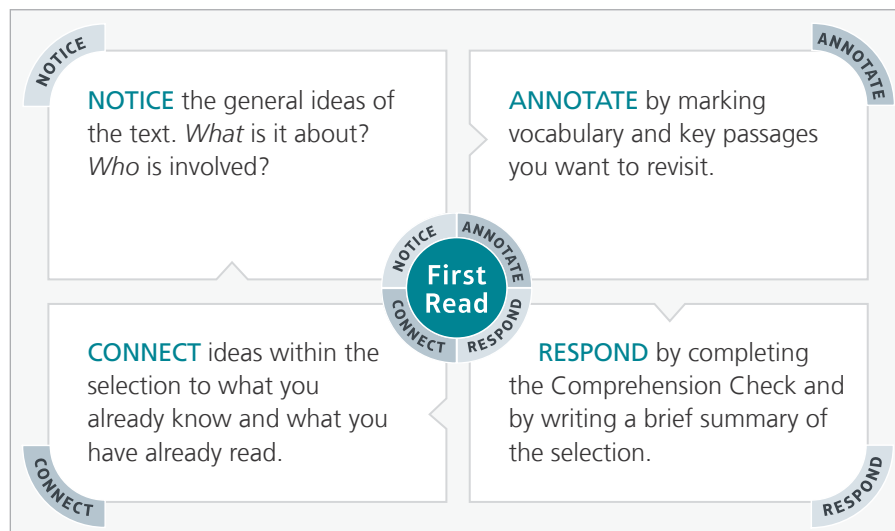 NOTICE
NOTICE the general ideas of
the text. What is it about?
Who is involved?
ANNOTATE
ANNOTATE by marking
vocabulary and key passages
you want to revisit.
NOTICE
ANNOTATE
First
Read
CONNECT
RESPOND
CONNECT ideas within the
selection to what you
already know and what you
have already read.
CONNECT
RESPOND by completing
the Comprehension Check and
by writing a brief summary of
the selection.
RESPOND